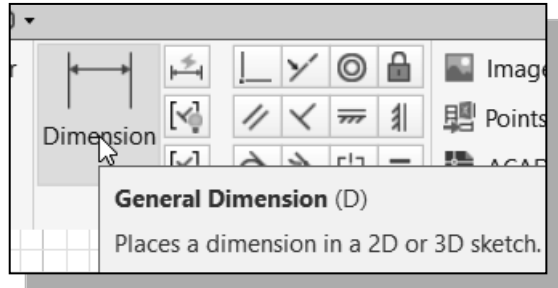 Image
Points
Dimension
General Dimension (D)
Places a dimension in a 2D or 3D sketch.